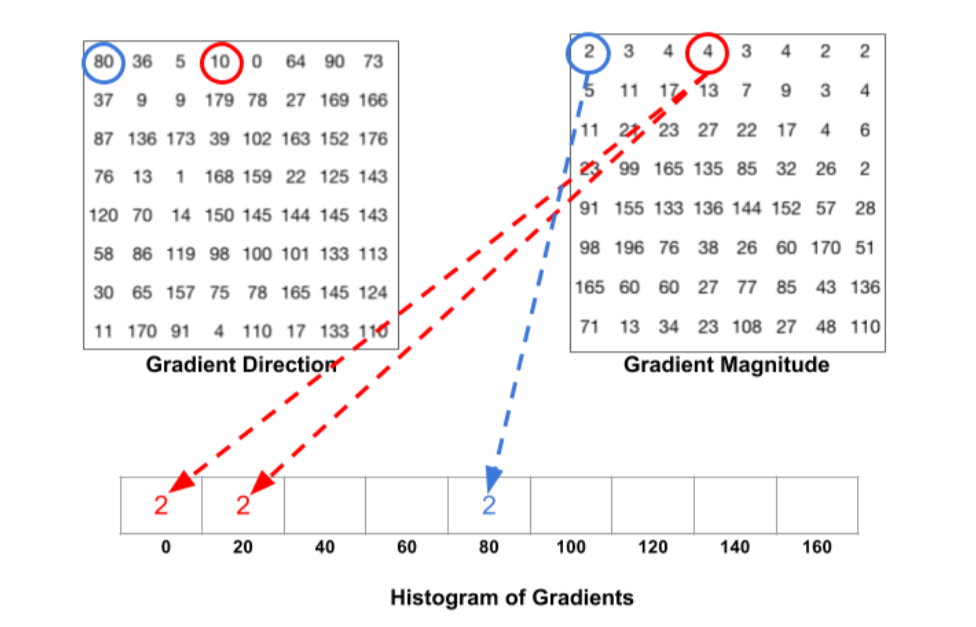 80 36 5 10 0 64 90 73
37 9 9 179 78 27 169 166
87 136 173 39 102 163 152 176
76 13 1 168 159 22 125 143
120 70 14 150 145 144 145 143
58 86 119 98 100 101 133 113
30 65 157 75 78 165 145 124
11 170 91 4 110 17 133 110
Gradient Direction
2 3 4 4 3 4 2 2
5 11 17 13 7 9 3 4
11 21 23 27 22 17 4 6
23 99 165 135 85 32 26 2
91 155 133 136 144 152 57 28
98 196 76 38 26 60 170 51
165 60 60 27 77 85 43 136
71 13 34 23 108 27 48 110
Gradient Magnitude
2 2 2
0 20 40 60 80 100 120 140 160
Histogram of Gradients